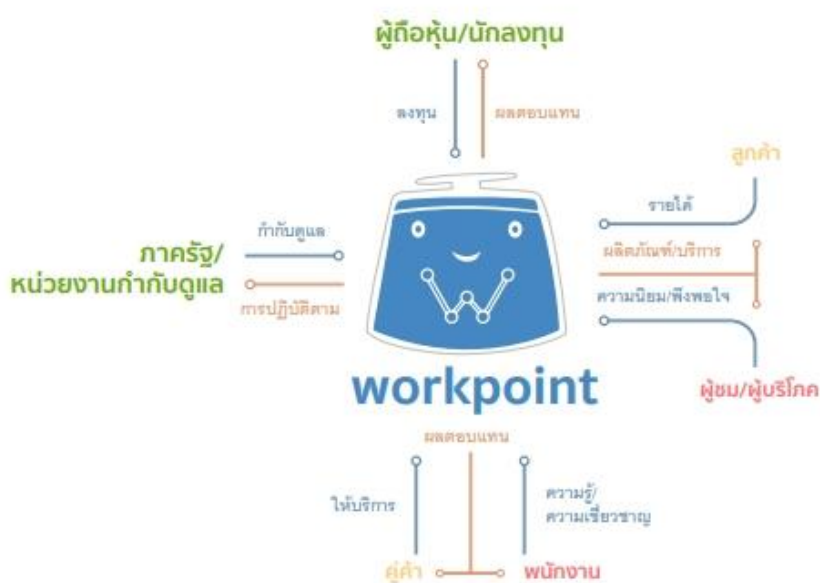 ผู้ถือหุ้น/นักลงทุน
ลงทุน
ผลตอบแทน
ลูกค้า
รายได้
กำกับดูแล
ภาครัฐ/
หน่วยงานกำกับดูแล
การปฏิบัติตาม
ผลิตภัณฑ์/บริการ
ความนิยม/พึงพอใจ
workpoint
ผู้ชม/ผู้บริโภค
ผลตอบแทน
ให้บริการ
ความรู้/
ความเชี่ยวชาญ
คู่ค้า
พนักงาน